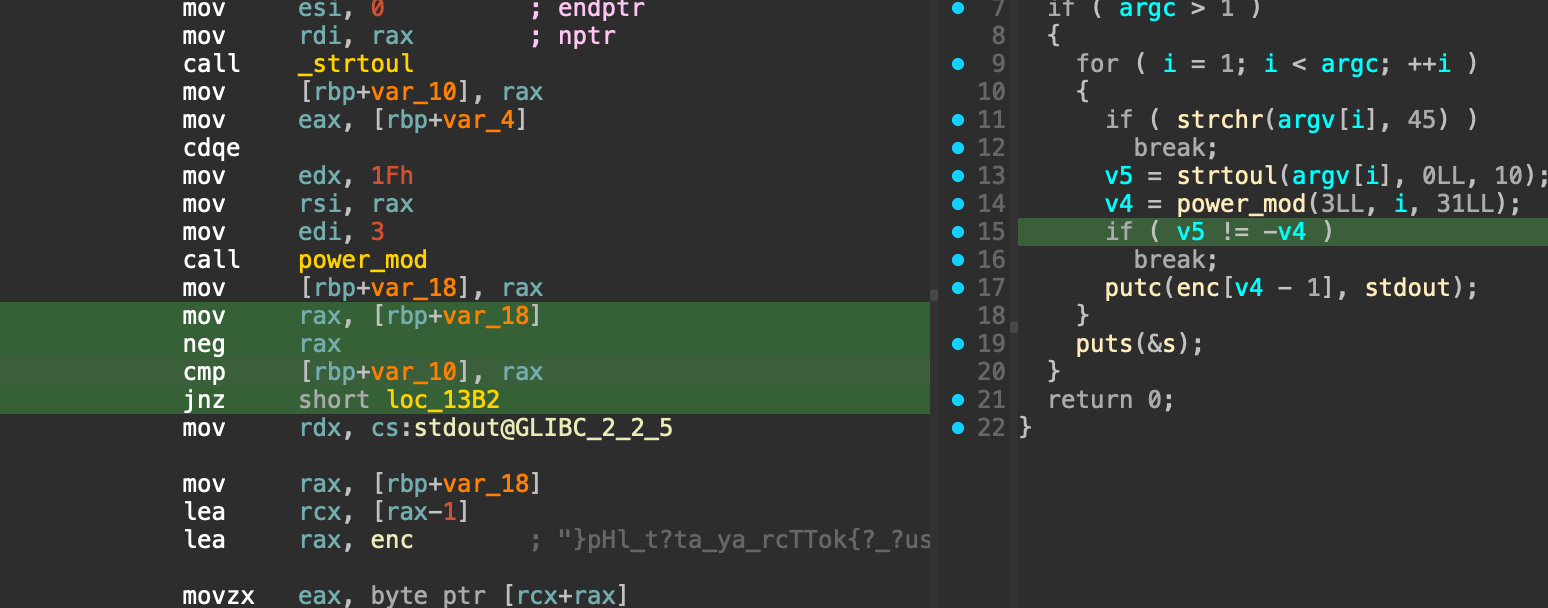 mov esi, 0 ; endptr
mov rdi, rax ; nptr
call _strtoul
mov [rbp+var_10], rax
mov eax, [rbp+var_4]
cdqe
mov edx, 1Fh
mov rsi, rax
mov edi, 3
call power_mod
mov [rbp+var_18], rax
mov rax, [rbp+var_18]
neg rax
cmp [rbp+var_10], rax
jnz short loc_13B2
mov rdx, cs:stdout@GLIBC_2_2_5
mov rax, [rbp+var_18]
lea rcx, [rax-1]
lea rax, enc ; "}pHl_t?ta_ya_rcTTok{?_?us
movzx eax, byte ptr [rcx+rax]
7 if ( argc > 1 )
8 {
9 for ( i = 1; i < argc; ++i )
10 {
11 if ( strchr(argv[i], 45) )
12 break;
13 v5 = strtoul(argv[i], 0LL, 10);
14 v4 = power_mod(3LL, i, 31LL);
15 if ( v5 != -v4 )
16 break;
17 putc(enc[v4 - 1], stdout);
18 }
19 puts(&s);
20 }
21 return 0;
22 }